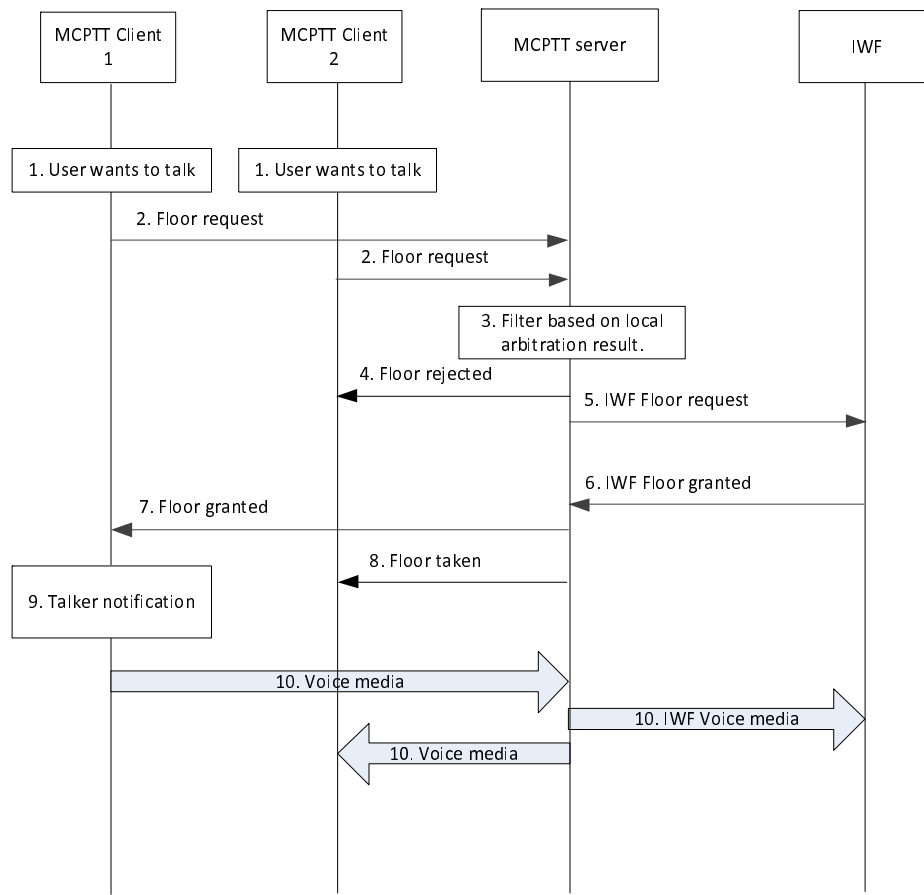 MCPTT Client
1
MCPTT Client
2
MCPTT server
IWF
1. User wants to talk
1. User wants to talk
2. Floor request
2. Floor request
3. Filter based on local
arbitration result.
4. Floor rejected
5. IWF Floor request
6. IWF Floor granted
7. Floor granted
8. Floor taken
9. Talker notification
10. Voice media
10. IWF Voice media
10. Voice media